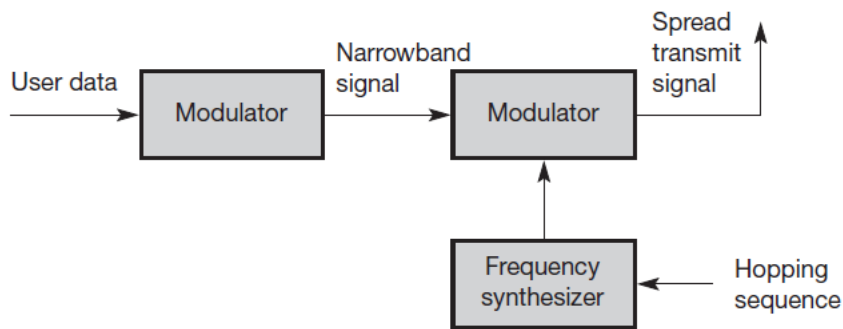 User data
Modulator
Narrowband
signal
Modulator
Spread
transmit
signal
Frequency
synthesizer
Hopping
sequence